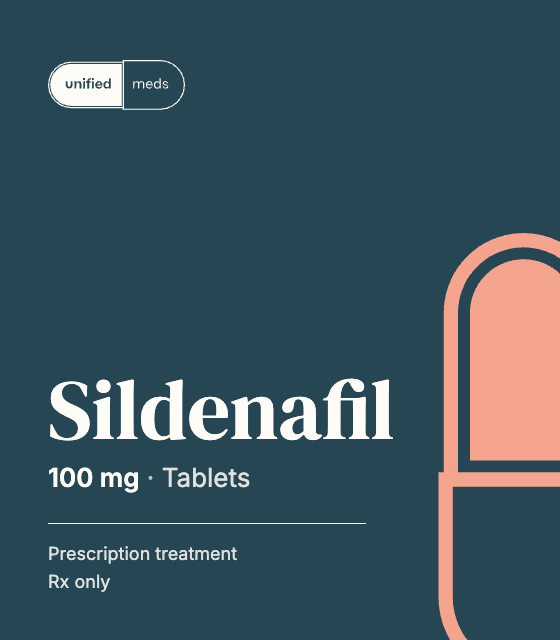 unified meds
Sildenafil
100 mg · Tablets
Prescription treatment
Rx only